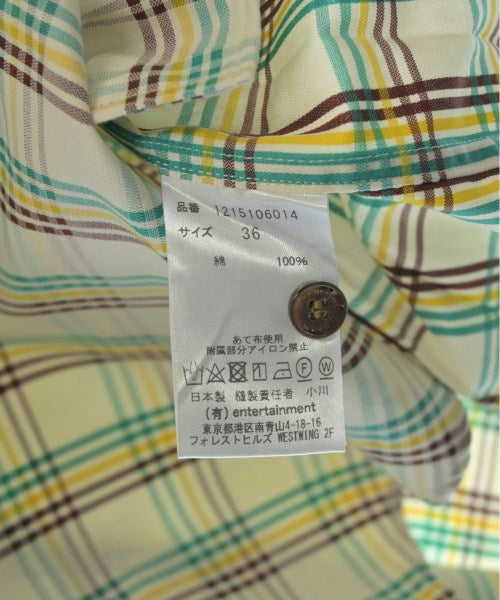 品番 1215106014
サイズ 36
綿 100%
あて布使用
附属部分アイロン禁止
日本製 縫製責任者 小川
(有) entertainment
東京都港区南青山4-18-16
フォレストヒルズ WESTWING 2F